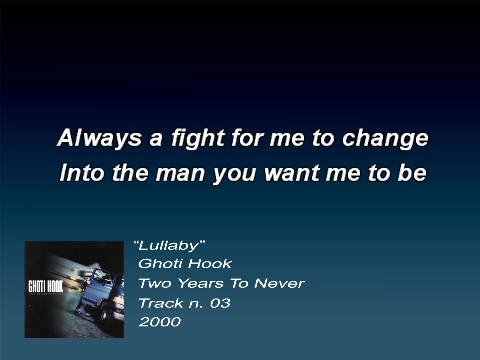 Always a fight for me to change
Into the man you want me to be
"Lullaby"
Ghoti Hook
Two Years To Never
Track n. 03
2000
GHOTI HOOK